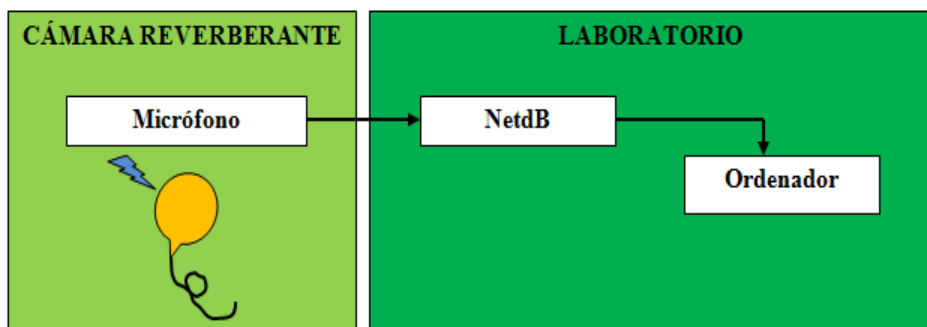 CÁMARA REVERBERANTE
LABORATORIO
Micrófono
NetdB
Ordenador